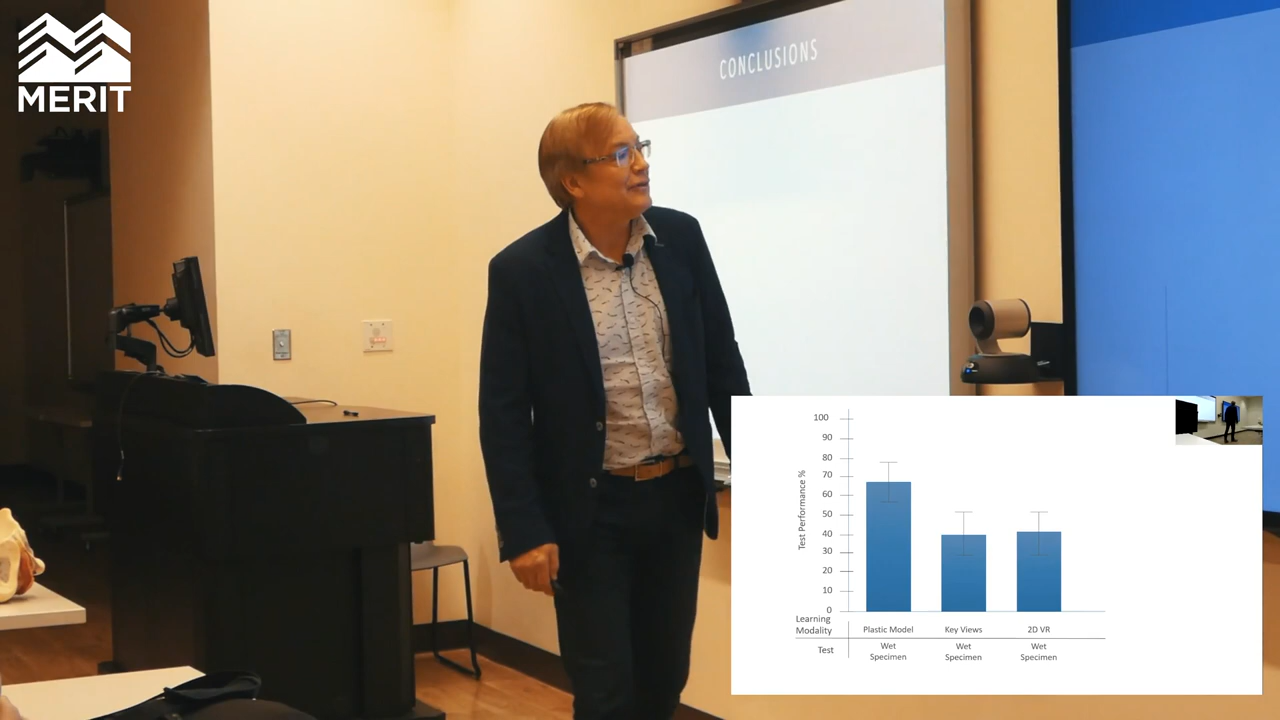 MERIT
CONCLUSIONS
100
90
80
70
60
50
40
30
20
10
0
Test Performance %
Learning
Modality
Plastic Model
Key Views
2D VR
Test
Wet
Specimen
Wet
Specimen
Wet
Specimen